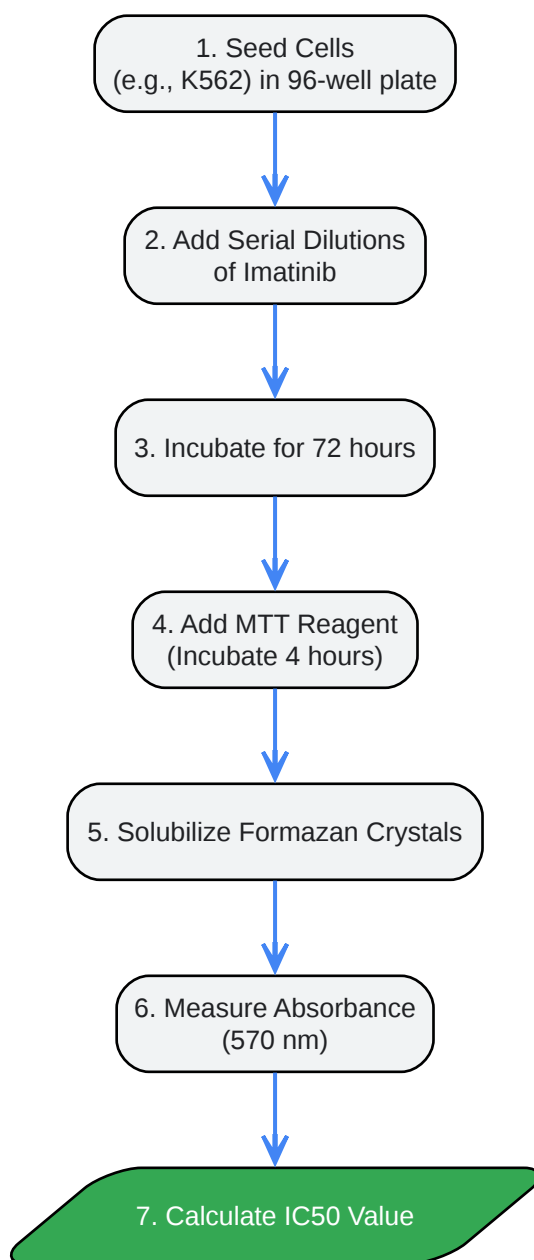 1. Seed Cells
(e.g., K562) in 96-well plate
2. Add Serial Dilutions
of Imatinib
3. Incubate for 72 hours
4. Add MTT Reagent
(Incubate 4 hours)
5. Solubilize Formazan Crystals
6. Measure Absorbance
(570 nm)
7. Calculate IC50 Value